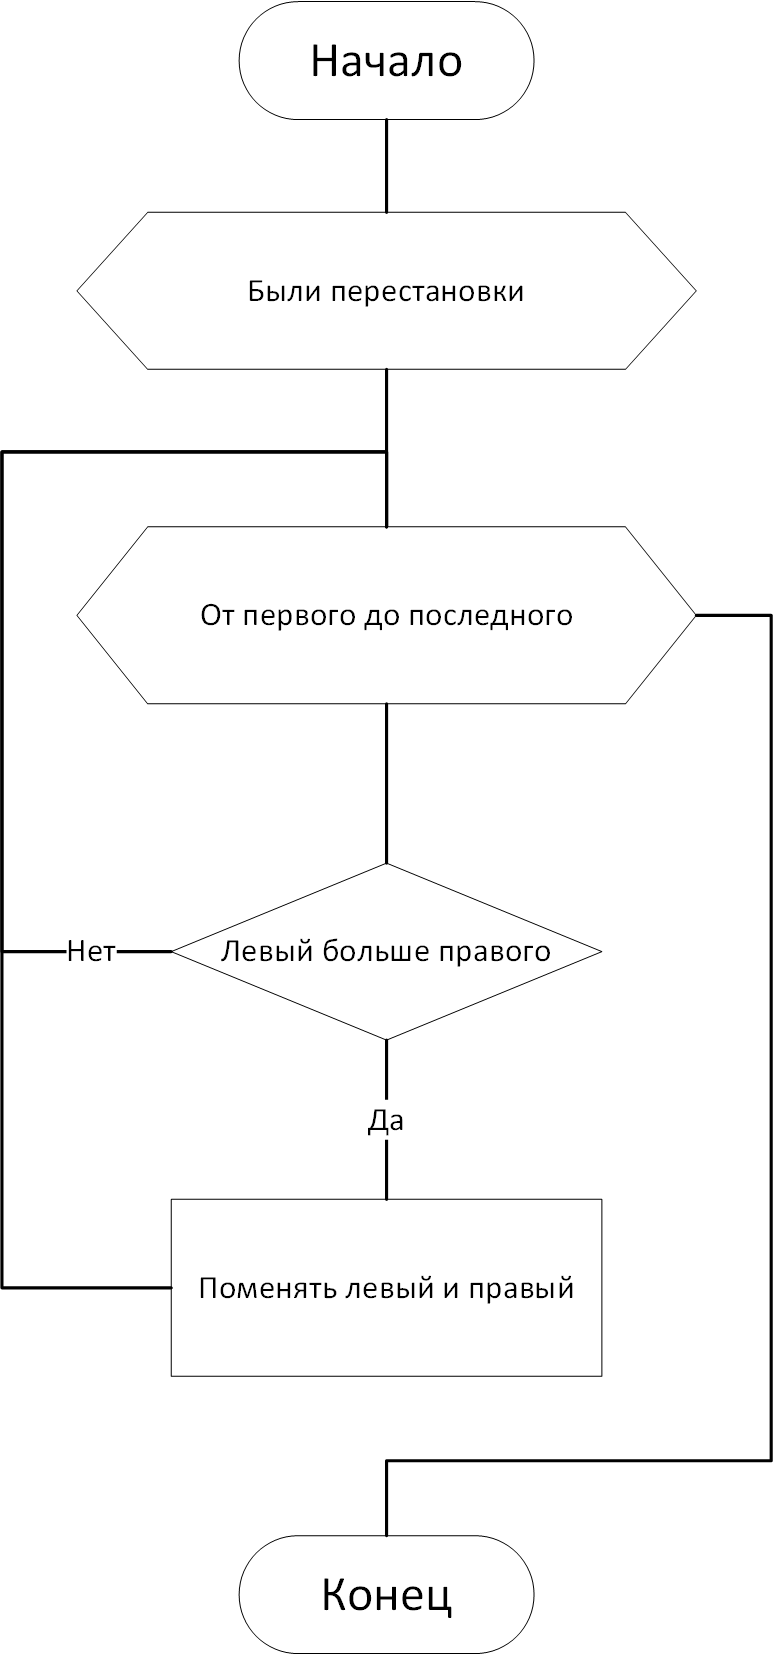 Начало
Были перестановки
От первого до последного
Левый больше правого
Нет
Да
Поменять левый и правый
Конец